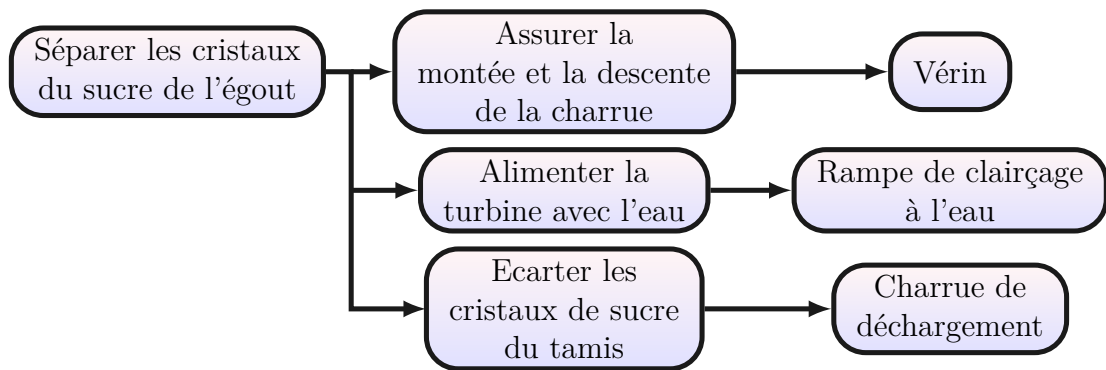 Séparer les cristaux
du sucre de l'égout
Assurer la
montée et la descente
de la charrue
Vérin
Alimenter la
turbine avec l'eau
Rampe de clairçage
à l'eau
Ecarter les
cristaux de sucre
du tamis
Charrue de
déchargement